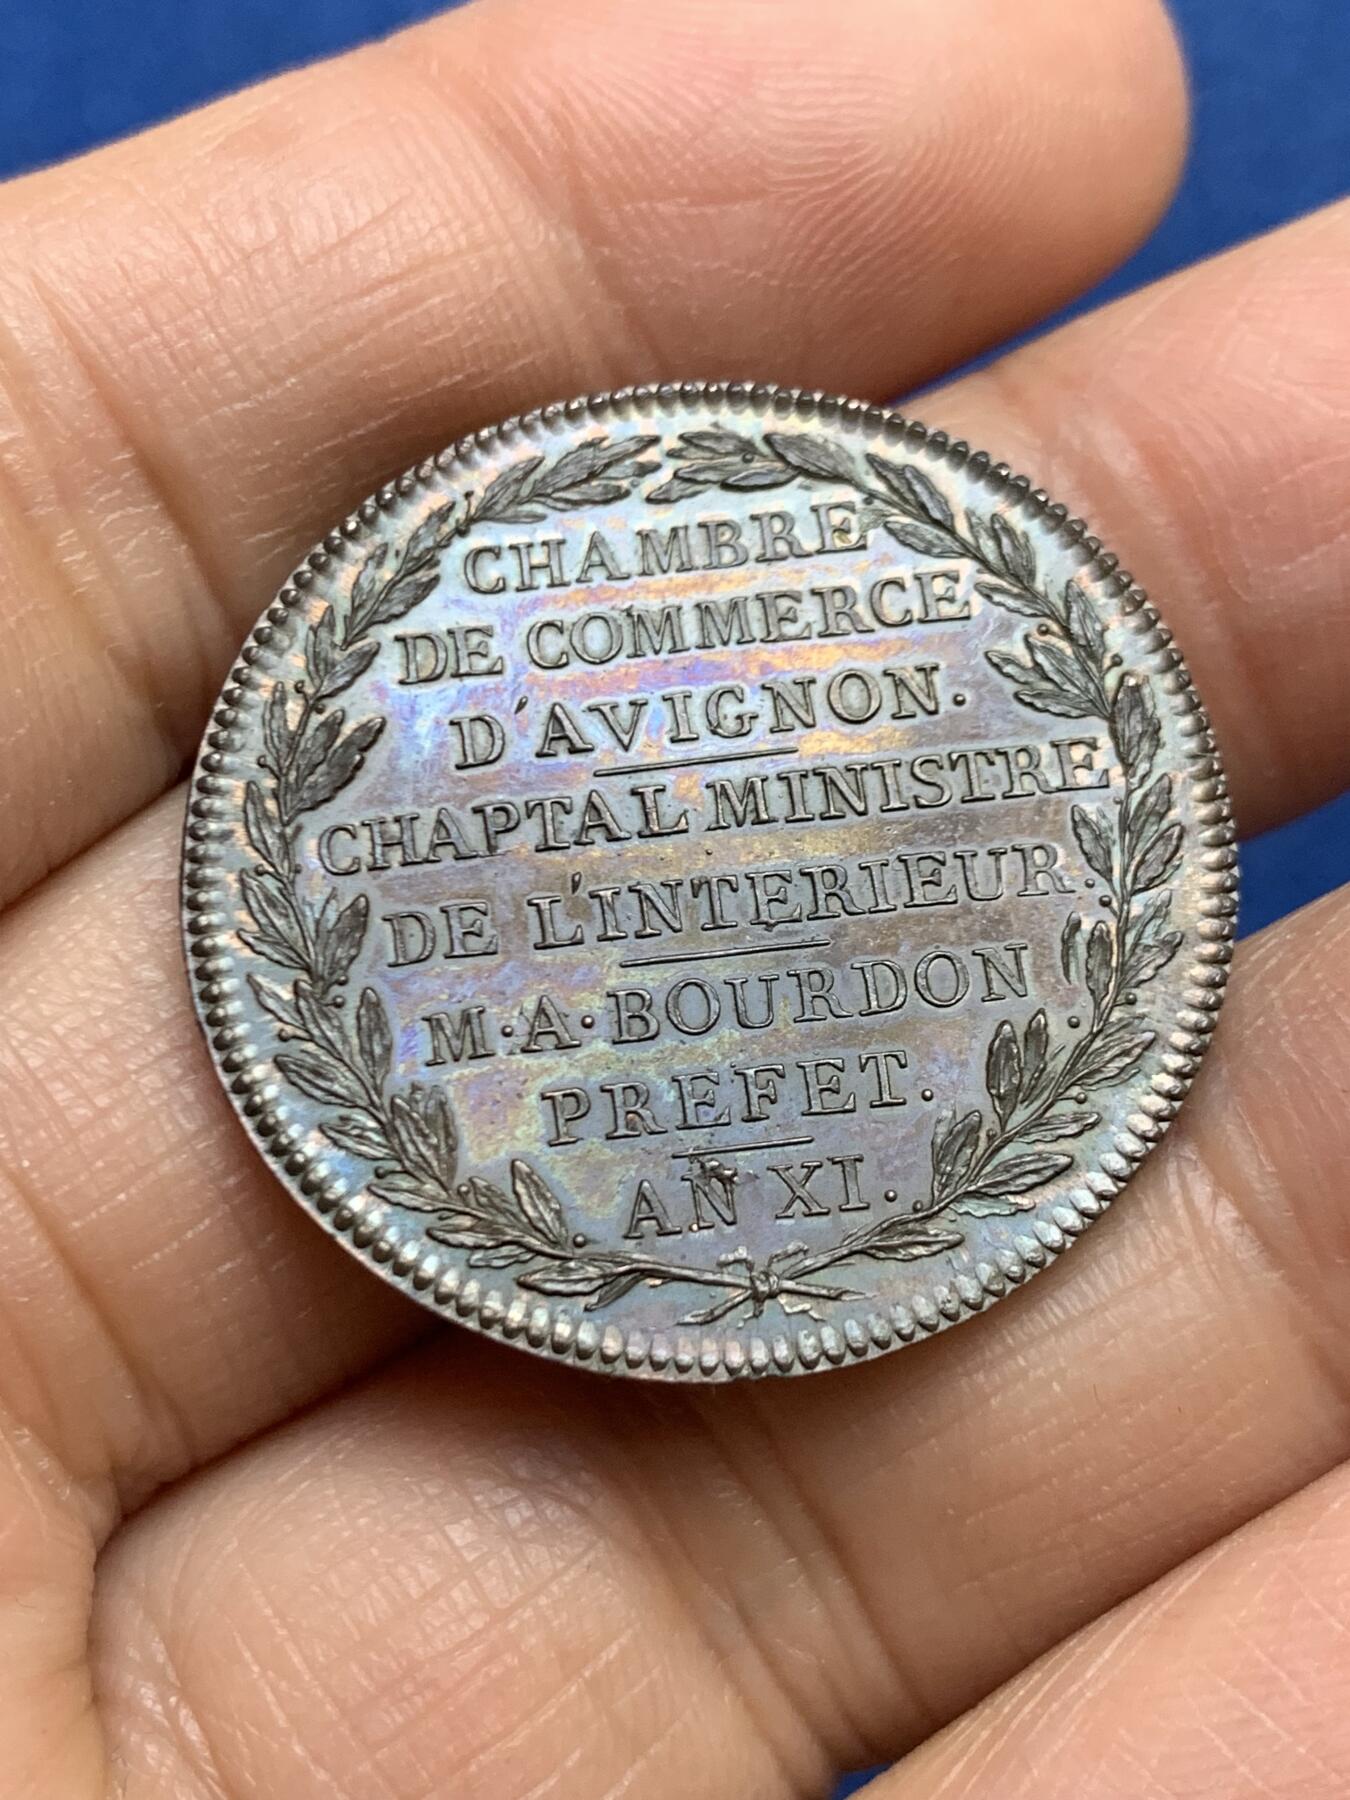 CHAMBRE
DE COMMERCE
D'AVIGNON.
CHAPTAL MINISTRE
DE L'INTERIEUR.
M·A·BOURDON
PREFET.
AN XI.